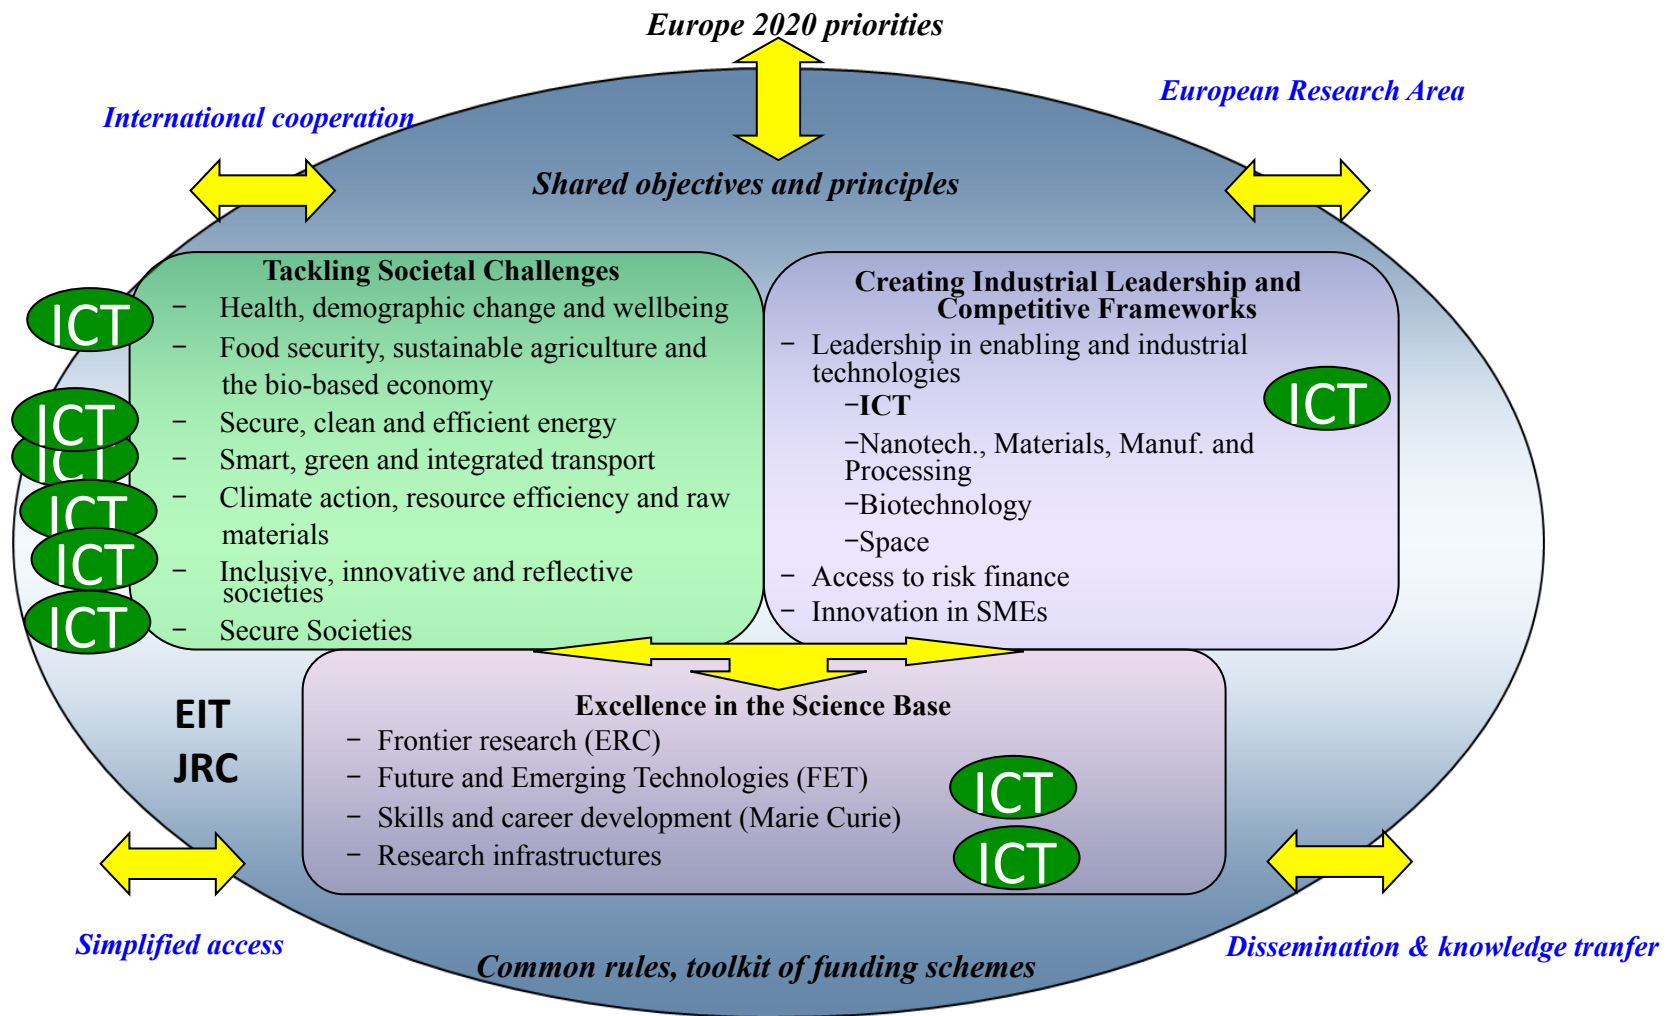 Europe 2020 priorities
International cooperation
European Research Area
Shared objectives and principles
Tackling Societal Challenges
− Health, demographic change and wellbeing
− Food security, sustainable agriculture and
the bio-based economy
− Secure, clean and efficient energy
− Smart, green and integrated transport
− Climate action, resource efficiency and raw
materials
− Inclusive, innovative and reflective
societies
− Secure Societies
ICT
ICT
ICT
ICT
ICT
ICT
Creating Industrial Leadership and
Competitive Frameworks
− Leadership in enabling and industrial
technologies
−ICT
−Nanotech., Materials, Manuf. and
Processing
−Biotechnology
−Space
− Access to risk finance
− Innovation in SMEs
ICT
EIT
JRC
Excellence in the Science Base
− Frontier research (ERC)
− Future and Emerging Technologies (FET)
− Skills and career development (Marie Curie)
− Research infrastructures
ICT
ICT
Simplified access
Common rules, toolkit of funding schemes
Dissemination & knowledge tranfer